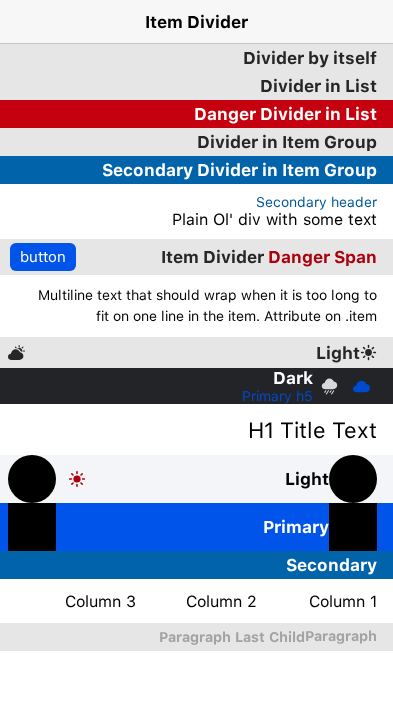 Item Divider
Divider by itself
Divider in List
Danger Divider in List
Divider in Item Group
Secondary Divider in Item Group
Secondary header
Plain Ol' div with some text
button Item Divider Danger Span
Multiline text that should wrap when it is too long to
fit on one line in the item. Attribute on .item
Light
Dark
Primary h5
H1 Title Text
Light
Primary
Secondary
Column 3 Column 2 Column 1
Paragraph Last Child Paragraph